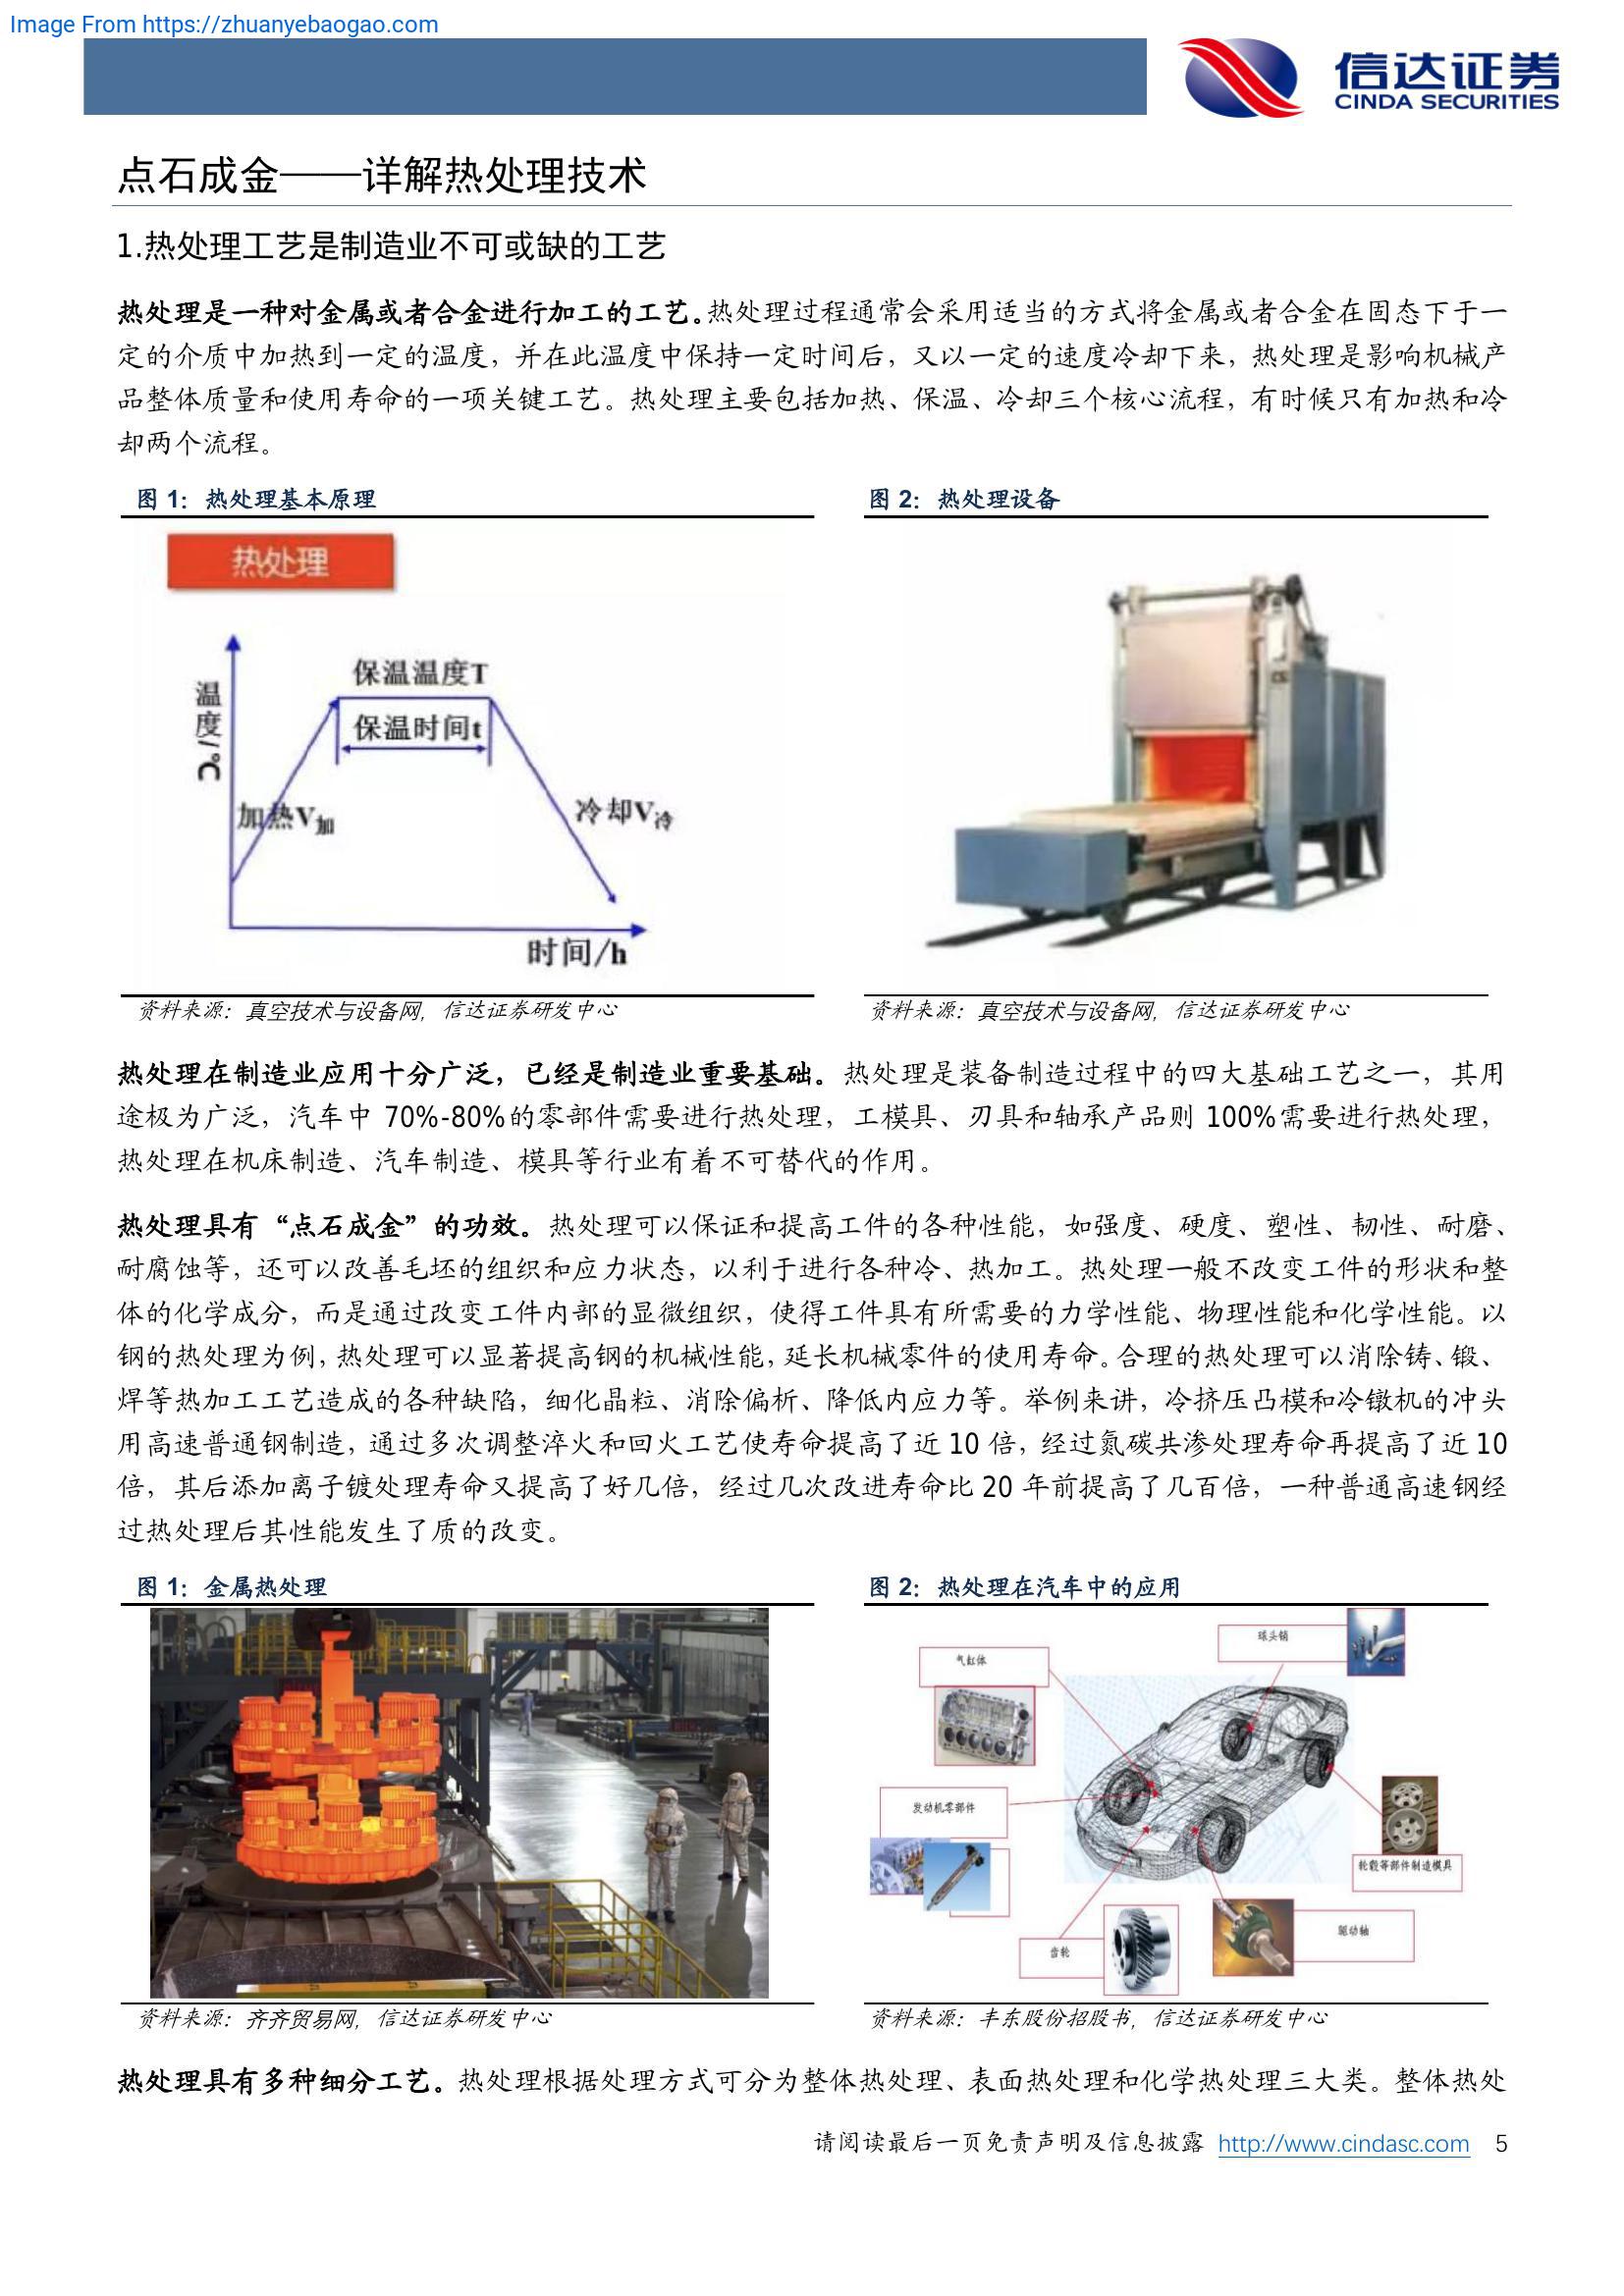 Image From https://zhuanyebaogao.com
信达证券
CINDA SECURITIES
点石成金——详解热处理技术
1.热处理工艺是制造业不可或缺的工艺
热处理是一种对金属或者合金进行加工的工艺。热处理过程通常会采用适当的方式将金属或者合金在固态下于一
定的介质中加热到一定的温度，并在此温度中保持一定时间后，又以一定的速度冷却下来，热处理是影响机械产
品整体质量和使用寿命的一项关键工艺。热处理主要包括加热、保温、冷却三个核心流程，有时候只有加热和冷
却两个流程。
图 1：热处理基本原理
热处理
温度/℃
保温温度T
保温时间t
加热V加
冷却V冷
时间/h
资料来源：真空技术与设备网，信达证券研发中心
图 2：热处理设备
资料来源：真空技术与设备网，信达证券研发中心
热处理在制造业应用十分广泛，已经是制造业重要基础。热处理是装备制造过程中的四大基础工艺之一，其用
途极为广泛，汽车中 70%-80%的零部件需要进行热处理，工模具、刃具和轴承产品则 100%需要进行热处理，
热处理在机床制造、汽车制造、模具等行业有着不可替代的作用。
热处理具有“点石成金”的功效。热处理可以保证和提高工件的各种性能，如强度、硬度、塑性、韧性、耐磨、
耐腐蚀等，还可以改善毛坯的组织和应力状态，以利于进行各种冷、热加工。热处理一般不改变工件的形状和整
体的化学成分，而是通过改变工件内部的显微组织，使得工件具有所需要的力学性能、物理性能和化学性能。以
钢的热处理为例，热处理可以显著提高钢的机械性能，延长机械零件的使用寿命。合理的热处理可以消除铸、锻、
焊等热加工工艺造成的各种缺陷，细化晶粒、消除偏析、降低内应力等。举例来讲，冷挤压凸模和冷镦机的冲头
用高速普通钢制造，通过多次调整淬火和回火工艺使寿命提高了近 10 倍，经过氮碳共渗处理寿命再提高了近 10
倍，其后添加离子镀处理寿命又提高了好几倍，经过几次改进寿命比 20 年前提高了几百倍，一种普通高速钢经
过热处理后其性能发生了质的改变。
图 1：金属热处理
资料来源：齐齐贸易网，信达证券研发中心
图 2：热处理在汽车中的应用
球头销
气缸体
发动机零部件
轮毂等部件制造模具
驱动轴
齿轮
资料来源：丰东股份招股书，信达证券研发中心
热处理具有多种细分工艺。热处理根据处理方式可分为整体热处理、表面热处理和化学热处理三大类。整体热处
请阅读最后一页免责声明及信息披露 http://www.cindasc.com 5